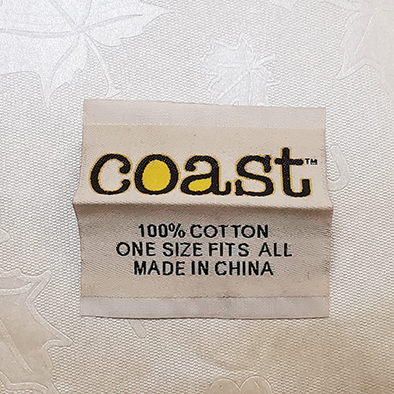 coast™
100% COTTON
ONE SIZE FITS ALL
MADE IN CHINA